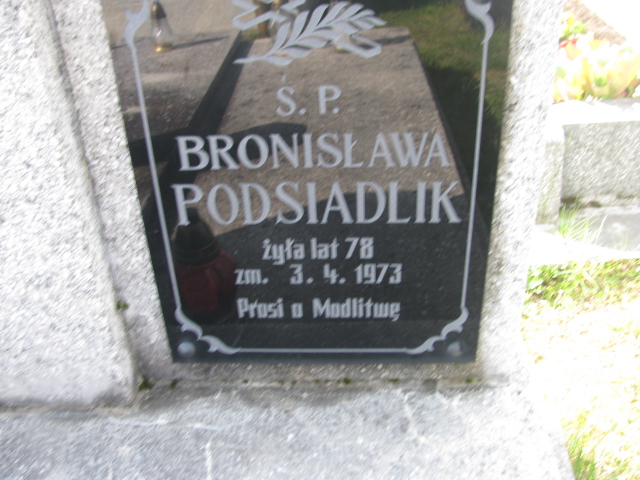 Ś. P.
BRONISŁAWA
PODSIADLIK
żyła lat 78
zm. 3. 4. 1973
Prosi o Modlitwę